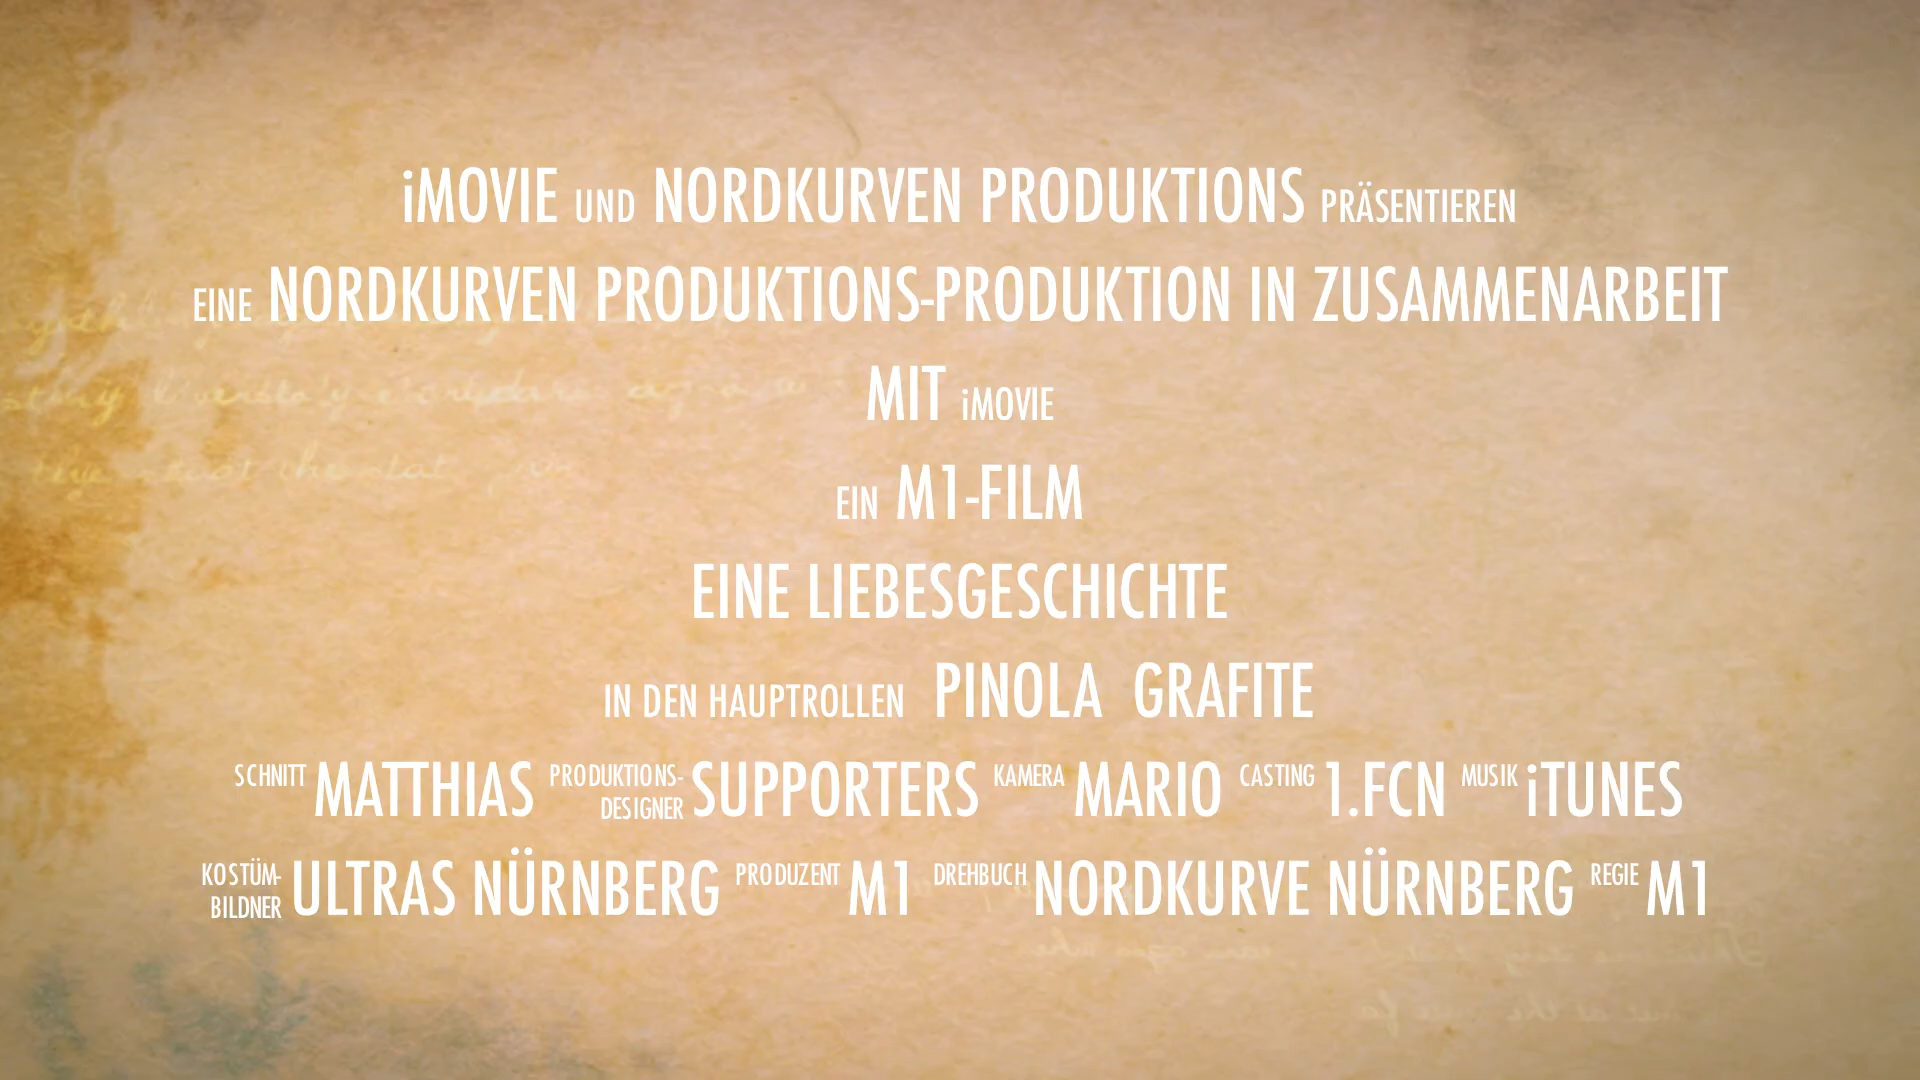 iMOVIE UND NORDKURVEN PRODUKTIONS PRÄSENTIEREN
EINE NORDKURVEN PRODUKTIONS-PRODUKTION IN ZUSAMMENARBEIT
MIT iMOVIE
EIN M1-FILM
EINE LIEBESGESCHICHTE
IN DEN HAUPTROLLEN PINOLA GRAFITE
SCHNITT MATTHIAS PRODUKTIONS-DESIGNER SUPPORTERS KAMERA MARIO CASTING 1.FCN MUSIK iTUNES
KOSTÜM-BILDNER ULTRAS NÜRNBERG PRODUZENT M1 DREHBUCH NORDKURVE NÜRNBERG REGIE M1